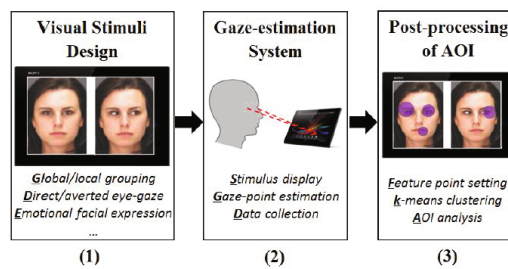 Visual Stimuli
Design
Global/local grouping
Direct/averted eye-gaze
Emotional facial expression
...
(1)
Gaze-estimation
System
Stimulus display
Gaze-point estimation
Data collection
(2)
Post-processing
of AOI
Feature point setting
k-means clustering
AOI analysis
(3)